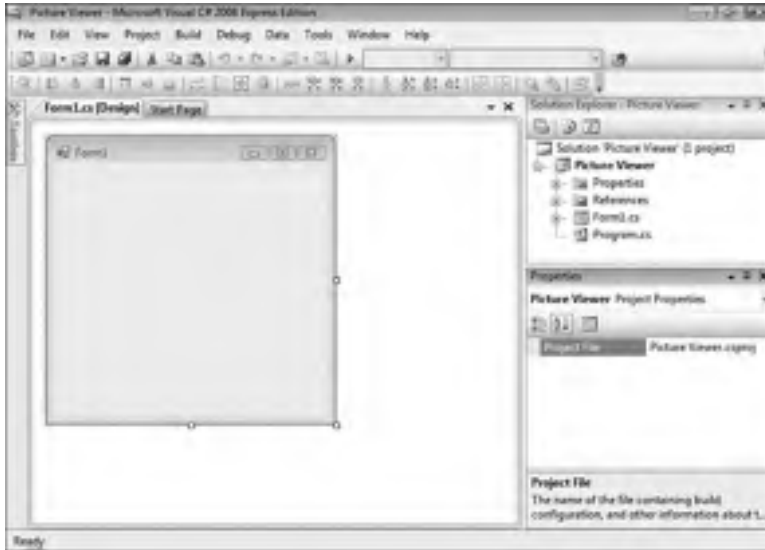 Picture Viewer - Microsoft Visual C# 2008 Express Edition
File Edit View Project Build Debug Data Tools Window Help
Form1.cs [Design] Start Page
Toolbox
Form1
Solution Explorer - Picture Viewer
Solution 'Picture Viewer' (1 project)
Picture Viewer
Properties
References
Form1.cs
Program.cs
Properties
Picture Viewer Project Properties
Project File Picture Viewer.csproj
Project File
The name of the file containing build
configuration, and other information about t...
Ready